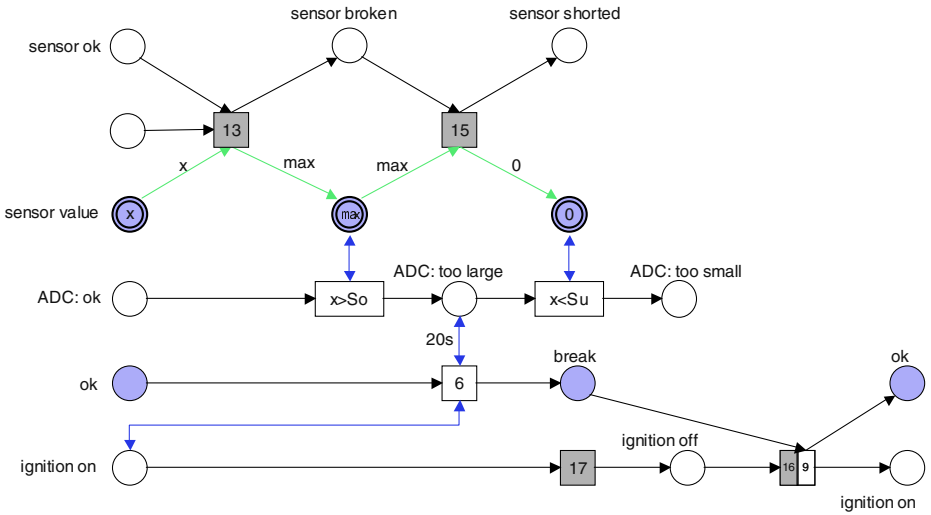 sensor broken
sensor shorted
sensor ok
13
15
x
max
max
0
sensor value
x
max
0
ADC: too large
ADC: too small
ADC: ok
x>So
x<Su
20s
break
ok
ok
6
ignition off
ignition on
17
16
9
ignition on